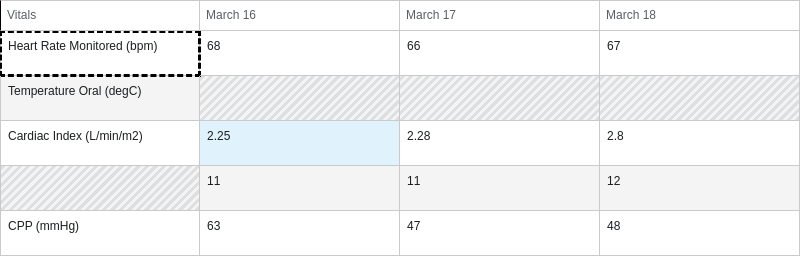 Vitals March 16 March 17 March 18
Heart Rate Monitored (bpm) 68 66 67
Temperature Oral (degC)
Cardiac Index (L/min/m2) 2.25 2.28 2.8
11 11 12
CPP (mmHg) 63 47 48